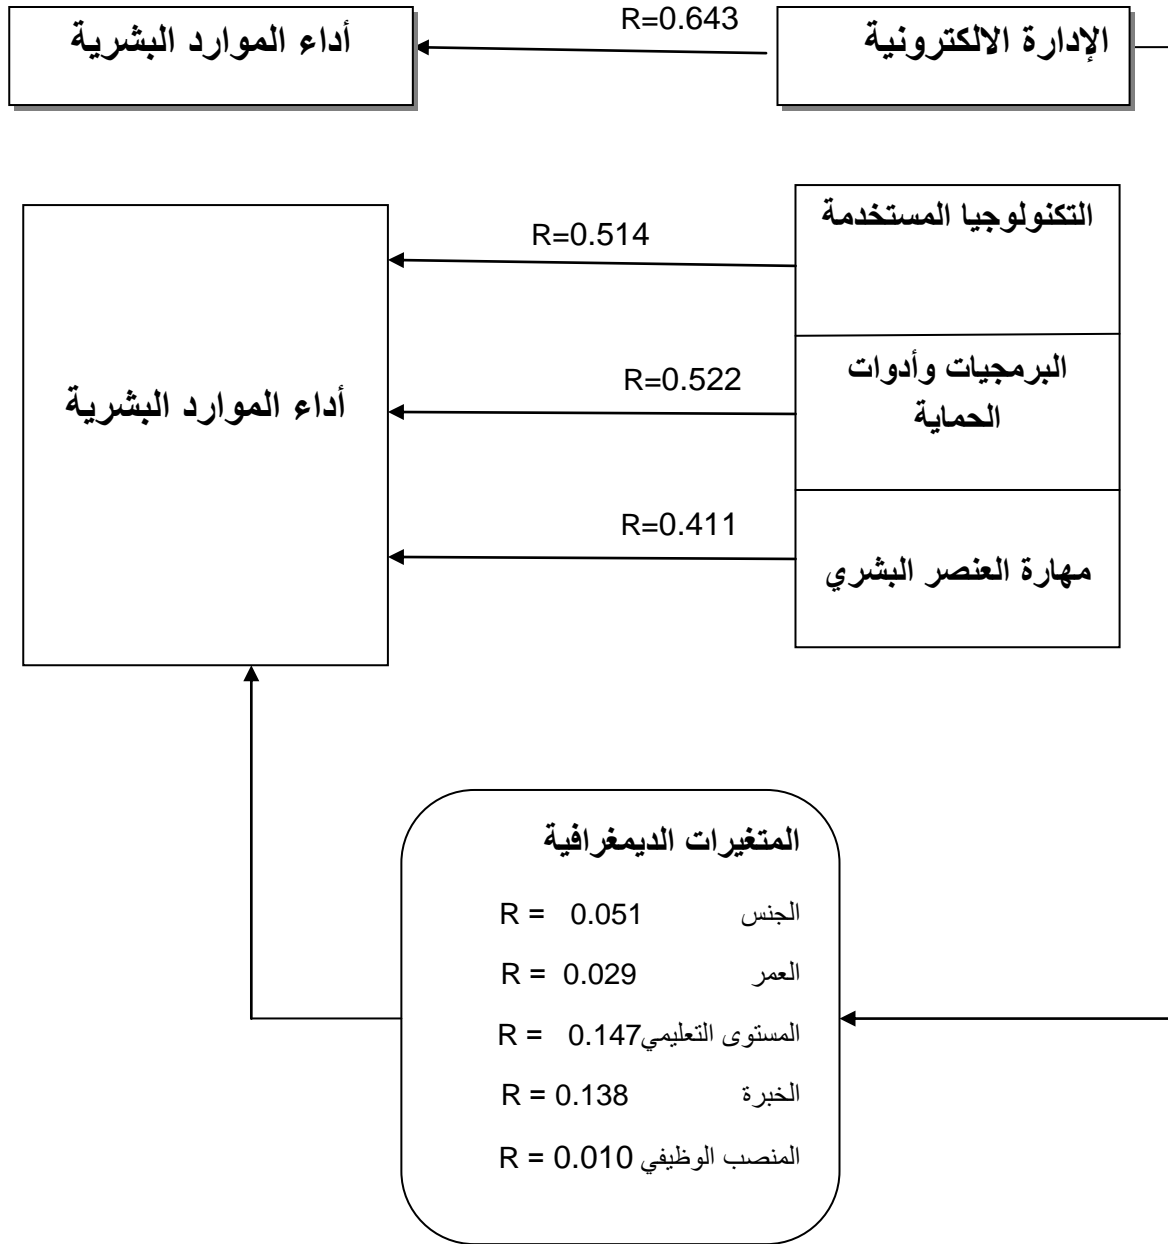 R=0.643
الإدارة الالكترونية
أداء الموارد البشرية
التكنولوجيا المستخدمة
R=0.514
البرمجيات وأدوات
الحماية
R=0.522
أداء الموارد البشرية
R=0.411
مهارة العنصر البشري
المتغيرات الديمغرافية
الجنس R = 0.051
العمر R = 0.029
المستوى التعليمي R = 0.147
الخبرة R = 0.138
المنصب الوظيفي R = 0.010